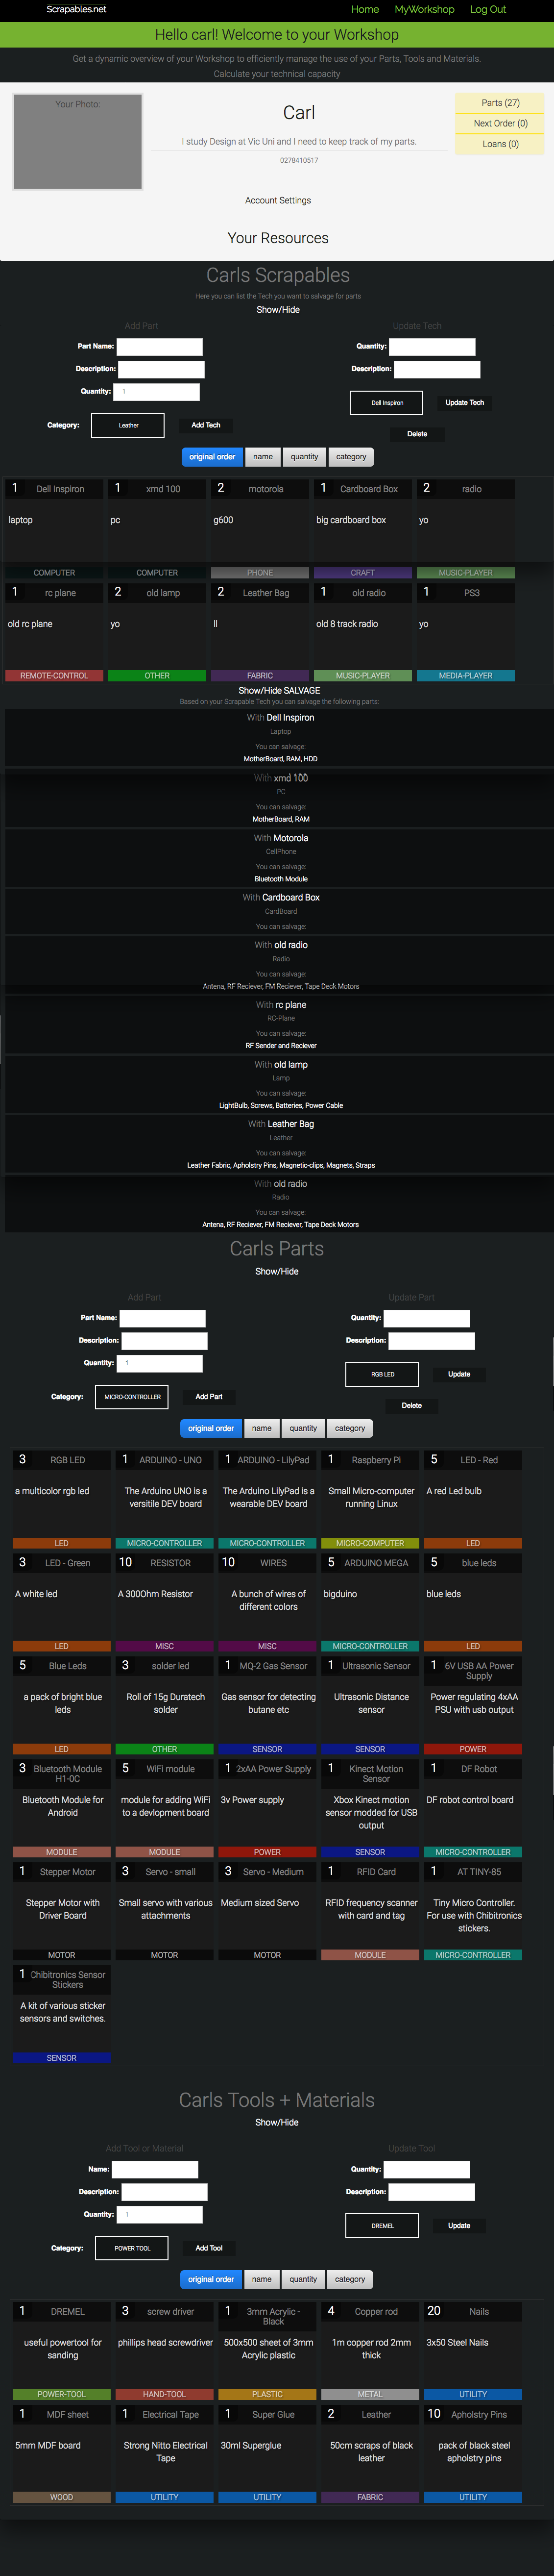 Scrapables.net
Home MyWorkshop Log Out
Hello carl! Welcome to your Workshop
Get a dynamic overview of your Workshop to efficiently manage the use of your Parts, Tools and Materials.
Calculate your technical capacity
Your Photo:
Carl
I study Design at Vic Uni and I need to keep track of my parts.
0278410517
Parts (27)
Next Order (0)
Loans (0)
Account Settings
Your Resources
Carls Scrapables
Here you can list the Tech you want to salvage for parts
Show/Hide
Add Part
Part Name:
Description:
Quantity: 1
Category: Leather Add Tech
Update Tech
Quantity:
Description:
Dell Inspiron Update Tech
Delete
original order name quantity category
1 Dell Inspiron
laptop
COMPUTER
1 xmd 100
pc
COMPUTER
2 motorola
g600
PHONE
1 Cardboard Box
big cardboard box
CRAFT
2 radio
yo
MUSIC-PLAYER
1 rc plane
old rc plane
REMOTE-CONTROL
2 old lamp
yo
OTHER
2 Leather Bag
ll
FABRIC
1 old radio
old 8 track radio
MUSIC-PLAYER
1 PS3
yo
MEDIA-PLAYER
Show/Hide SALVAGE
Based on your Scrapable Tech you can salvage the following parts:
With Dell Inspiron
Laptop
You can salvage:
MotherBoard, RAM, HDD
With xmd 100
PC
You can salvage:
MotherBoard, RAM
With Motorola
CellPhone
You can salvage:
Bluetooth Module
With Cardboard Box
CardBoard
You can salvage:
With old radio
Radio
You can salvage:
Antena, RF Reciever, FM Reciever, Tape Deck Motors
With rc plane
RC-Plane
You can salvage:
RF Sender and Reciever
With old lamp
Lamp
You can salvage:
LightBulb, Screws, Batteries, Power Cable
With Leather Bag
Leather
You can salvage:
Leather Fabric, Apholstry Pins, Magnetic-clips, Magnets, Straps
With old radio
Radio
You can salvage:
Antena, RF Reciever, FM Reciever, Tape Deck Motors
Carls Parts
Show/Hide
Add Part
Part Name:
Description:
Quantity: 1
Category: MICRO-CONTROLLER Add Part
Update Part
Quantity:
Description:
RGB LED Update
Delete
original order name quantity category
3 RGB LED
a multicolor rgb led
LED
1 ARDUINO - UNO
The Arduino UNO is a
versitile DEV board
MICRO-CONTROLLER
1 ARDUINO - LilyPad
The Arduino LilyPad is a
wearable DEV board
MICRO-CONTROLLER
1 Raspberry Pi
Small Micro-computer
running Linux
MICRO-COMPUTER
5 LED - Red
A red Led bulb
LED
3 LED - Green
A white led
LED
10 RESISTOR
A 300Ohm Resistor
MISC
10 WIRES
A bunch of wires of
different colors
MISC
5 ARDUINO MEGA
bigduino
MICRO-CONTROLLER
5 blue leds
blue leds
LED
5 Blue Leds
a pack of bright blue
leds
LED
3 solder led
Roll of 15g Duratech
solder
OTHER
1 MQ-2 Gas Sensor
Gas sensor for detecting
butane etc
SENSOR
1 Ultrasonic Sensor
Ultrasonic Distance
sensor
SENSOR
1 6V USB AA Power
Supply
Power regulating 4xAA
PSU with usb output
POWER
3 Bluetooth Module
H1-0C
Bluetooth Module for
Android
MODULE
5 WiFi module
module for adding WiFi
to a devlopment board
MODULE
1 2xAA Power Supply
3v Power supply
POWER
1 Kinect Motion
Sensor
Xbox Kinect motion
sensor modded for USB
output
SENSOR
1 DF Robot
DF robot control board
MICRO-CONTROLLER
1 Stepper Motor
Stepper Motor with
Driver Board
MOTOR
3 Servo - small
Small servo with various
attachments
MOTOR
3 Servo - Medium
Medium sized Servo
MOTOR
1 RFID Card
RFID frequency scanner
with card and tag
MODULE
1 AT TINY-85
Tiny Micro Controller.
For use with Chibitronics
stickers.
MICRO-CONTROLLER
1 Chibitronics Sensor
Stickers
A kit of various sticker
sensors and switches.
SENSOR
Carls Tools + Materials
Show/Hide
Add Tool or Material
Name:
Description:
Quantity: 1
Category: POWER TOOL Add Tool
Update Tool
Quantity:
Description:
DREMEL Update
original order name quantity category
1 DREMEL
useful powertool for
sanding
POWER-TOOL
3 screw driver
phillips head screwdriver
HAND-TOOL
1 3mm Acrylic -
Black
500x500 sheet of 3mm
Acrylic plastic
PLASTIC
4 Copper rod
1m copper rod 2mm
thick
METAL
20 Nails
3x50 Steel Nails
UTILITY
1 MDF sheet
5mm MDF board
WOOD
1 Electrical Tape
Strong Nitto Electrical
Tape
UTILITY
1 Super Glue
30ml Superglue
UTILITY
2 Leather
50cm scraps of black
leather
FABRIC
10 Apholstry Pins
pack of black steel
apholstry pins
UTILITY